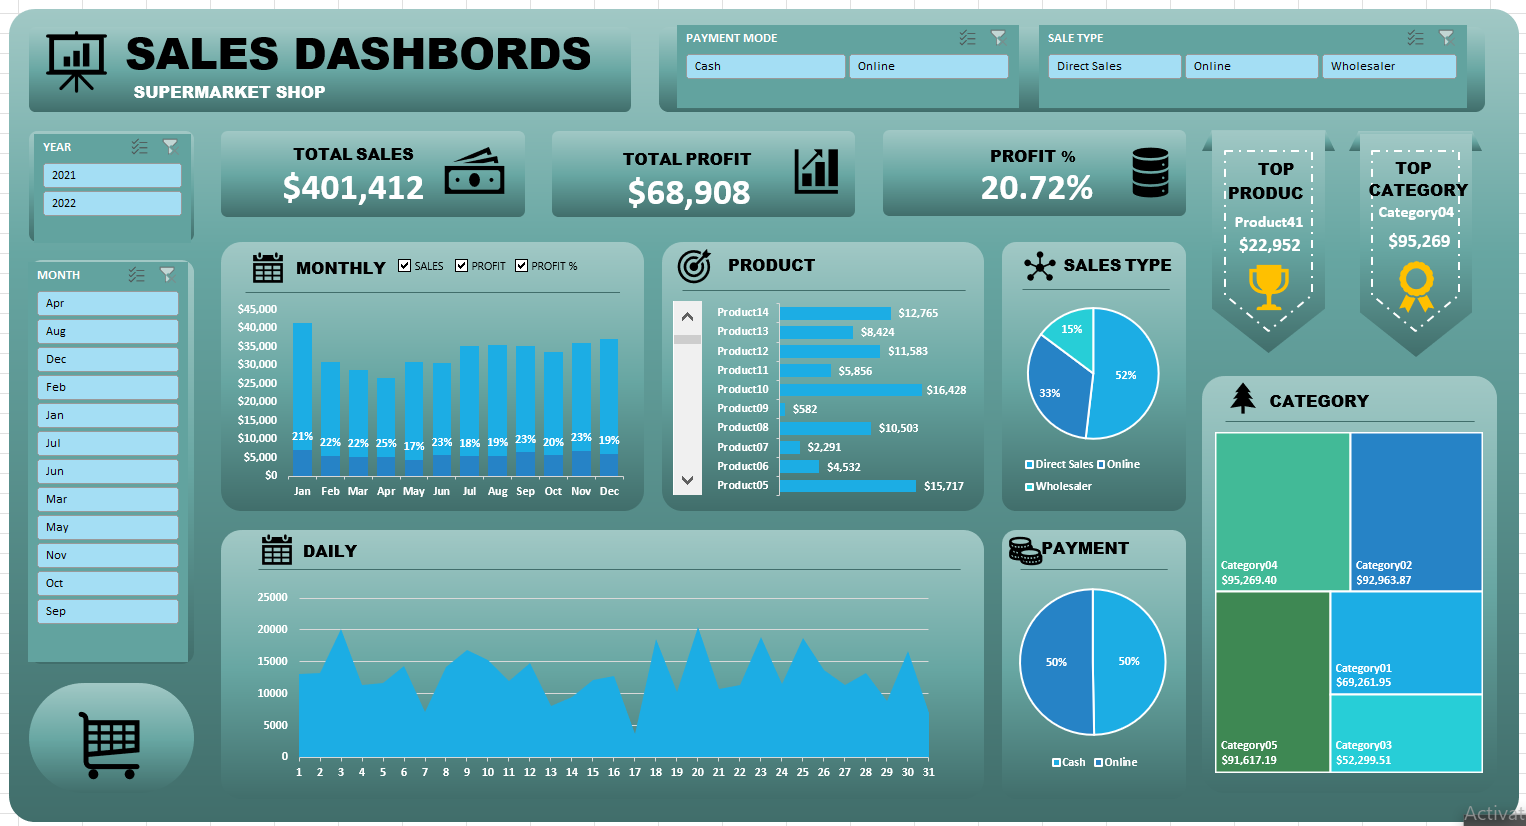 SALES DASHBORDS
SUPERMARKET SHOP
PAYMENT MODE
Cash
Online
SALE TYPE
Direct Sales
Online
Wholesaler
YEAR
2021
2022
TOTAL SALES
$401,412
TOTAL PROFIT
$68,908
PROFIT %
20.72%
TOP
PRODUC
Product41
$22,952
TOP
CATEGORY
Category04
$95,269
MONTH
Apr
Aug
Dec
Feb
Jan
Jul
Jun
Mar
May
Nov
Oct
Sep
MONTHLY
SALES
PROFIT
PROFIT %
$45,000
$40,000
$35,000
$30,000
$25,000
$20,000
$15,000
$10,000
$5,000
$0
21% 22% 22% 25% 17% 23% 18% 19% 23% 20% 23% 19%
Jan Feb Mar Apr May Jun Jul Aug Sep Oct Nov Dec
PRODUCT
Product14 $12,765
Product13 $8,424
Product12 $11,583
Product11 $5,856
Product10 $16,428
Product09 $582
Product08 $10,503
Product07 $2,291
Product06 $4,532
Product05 $15,717
SALES TYPE
15%
52%
33%
Direct Sales Online
Wholesaler
CATEGORY
Category04
$95,269.40
Category02
$92,963.87
Category01
$69,261.95
Category05
$91,617.19
Category03
$52,299.51
DAILY
25000
20000
15000
10000
5000
0
1 2 3 4 5 6 7 8 9 10 11 12 13 14 15 16 17 18 19 20 21 22 23 24 25 26 27 28 29 30 31
PAYMENT
50%
50%
Cash Online
Activat